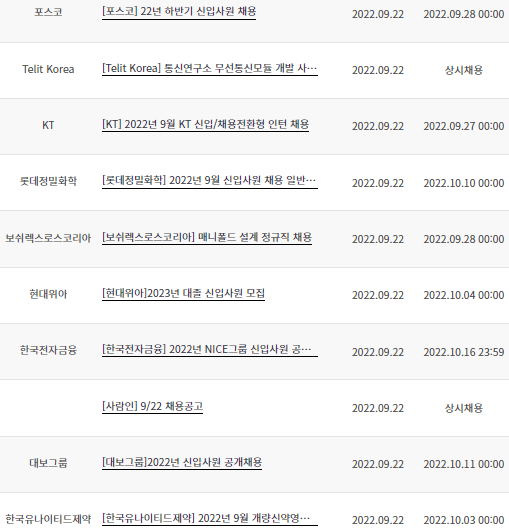 포스코 [포스코] 22년 하반기 신입사원 채용 2022.09.22 2022.09.28 00:00
Telit Korea [Telit Korea] 통신연구소 무선통신모듈 개발 사··· 2022.09.22 상시채용
KT [KT] 2022년 9월 KT 신입/채용전환형 인턴 채용 2022.09.22 2022.09.27 00:00
롯데정밀화학 [롯데정밀화학] 2022년 9월 신입사원 채용 일반··· 2022.09.22 2022.10.10 00:00
보쉬렉스로스코리아 [보쉬렉스로스코리아] 매니폴드 설계 정규직 채용 2022.09.22 2022.09.28 00:00
현대위아 [현대위아]2023년 대졸 신입사원 모집 2022.09.22 2022.10.04 00:00
한국전자금융 [한국전자금융] 2022년 NICE그룹 신입사원 공··· 2022.09.22 2022.10.16 23:59
[사람인] 9/22 채용공고 2022.09.22 상시채용
대보그룹 [대보그룹]2022년 신입사원 공개채용 2022.09.22 2022.10.11 00:00
한국유나이티드제약 [한국유나이티드제약] 2022년 9월 개량신약영··· 2022.09.22 2022.10.03 00:00